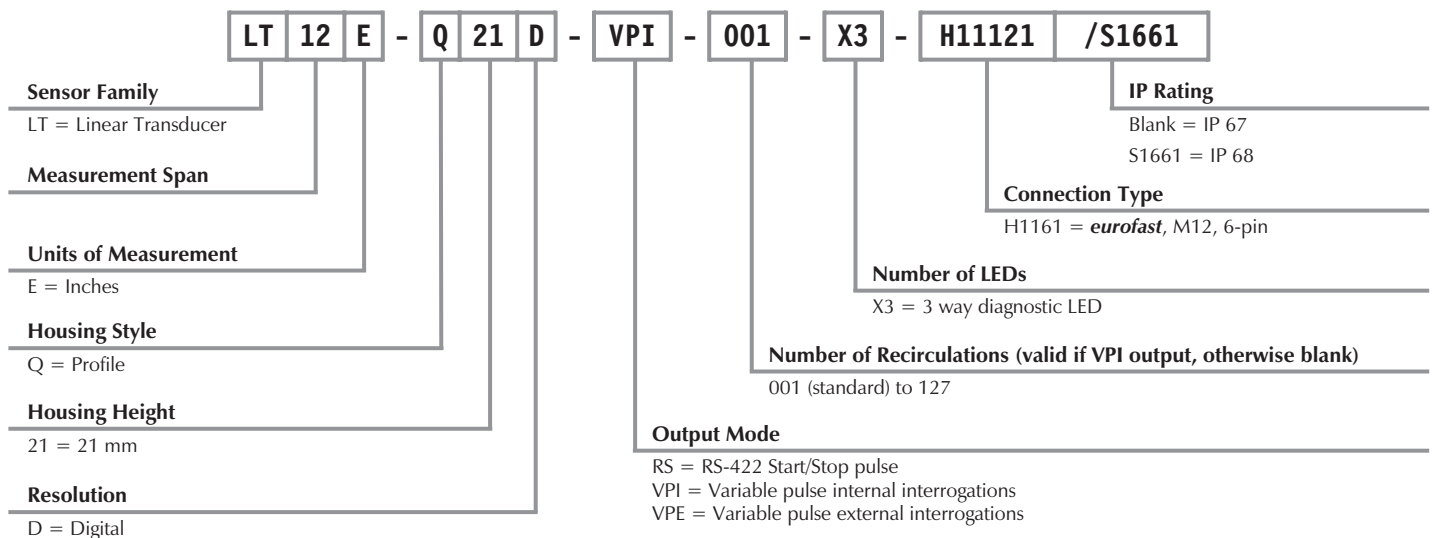 LT 12 E - Q 21 D - VPI - 001 - X3 - H11121 /S1661
Sensor Family
LT = Linear Transducer
Measurement Span
Units of Measurement
E = Inches
Housing Style
Q = Profile
Housing Height
21 = 21 mm
Resolution
D = Digital
IP Rating
Blank = IP 67
S1661 = IP 68
Connection Type
H1161 = eurofast, M12, 6-pin
Number of LEDs
X3 = 3 way diagnostic LED
Number of Recirculations (valid if VPI output, otherwise blank)
001 (standard) to 127
Output Mode
RS = RS-422 Start/Stop pulse
VPI = Variable pulse internal interrogations
VPE = Variable pulse external interrogations